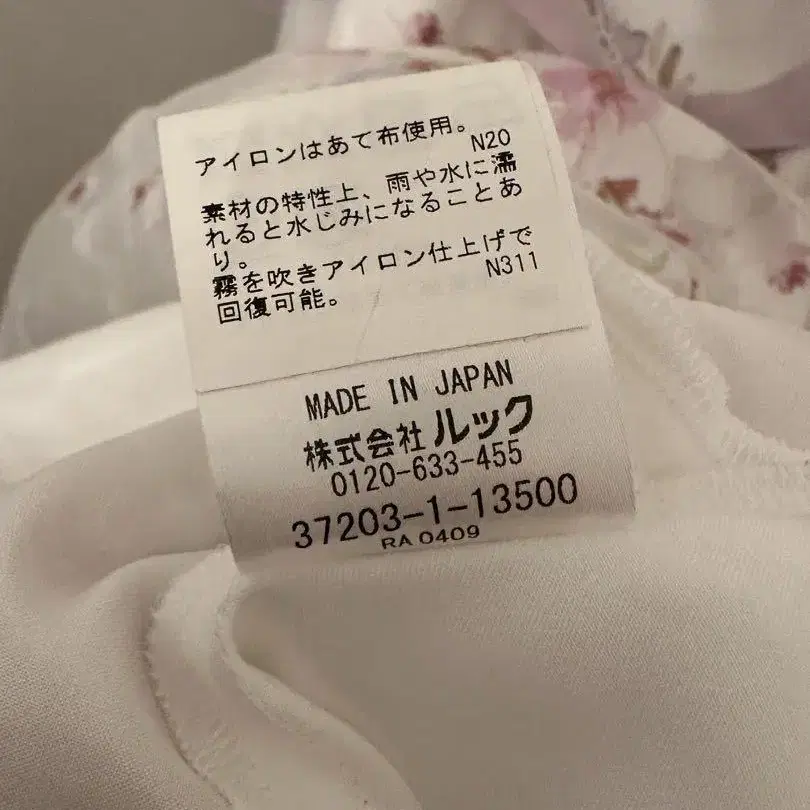 アイロンはあて布使用。
N20
素材の特性上、雨や水に濡
れると水じみになることあ
り。
霧を吹きアイロン仕上げで
回復可能。
N311
MADE IN JAPAN
株式会社 ルック
0120-633-455
37203-1-13500
RA 0409